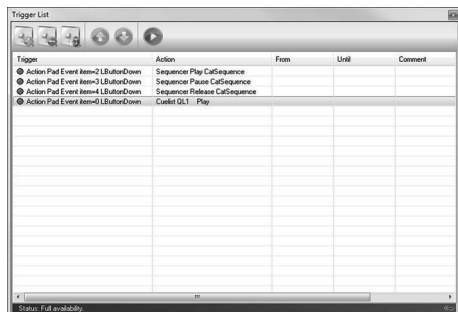 Trigger List
Trigger Action From Until Comment
Action Pad Event item=2 LButtonDown Sequencer Play CatSequence
Action Pad Event item=3 LButtonDown Sequencer Pause CatSequence
Action Pad Event item=4 LButtonDown Sequencer Release CatSequence
Action Pad Event item=0 LButtonDown Cuelist QL1 Play
Status: Full availability.